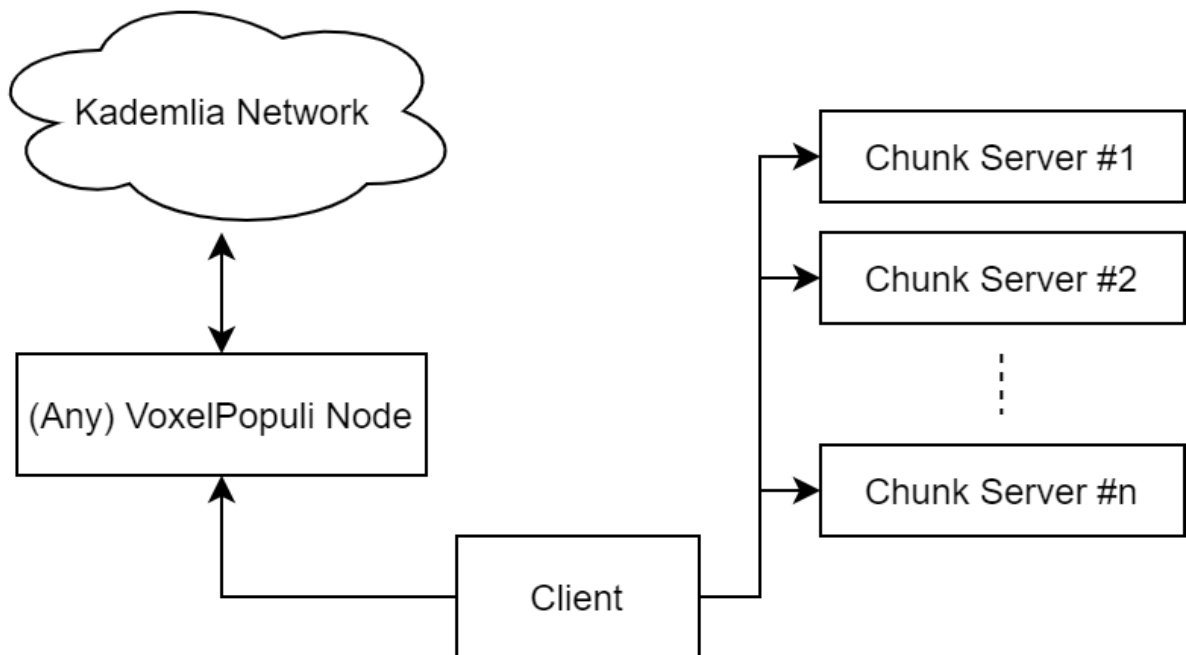 Kademlia Network
(Any) VoxelPopuli Node
Client
Chunk Server #1
Chunk Server #2
Chunk Server #n